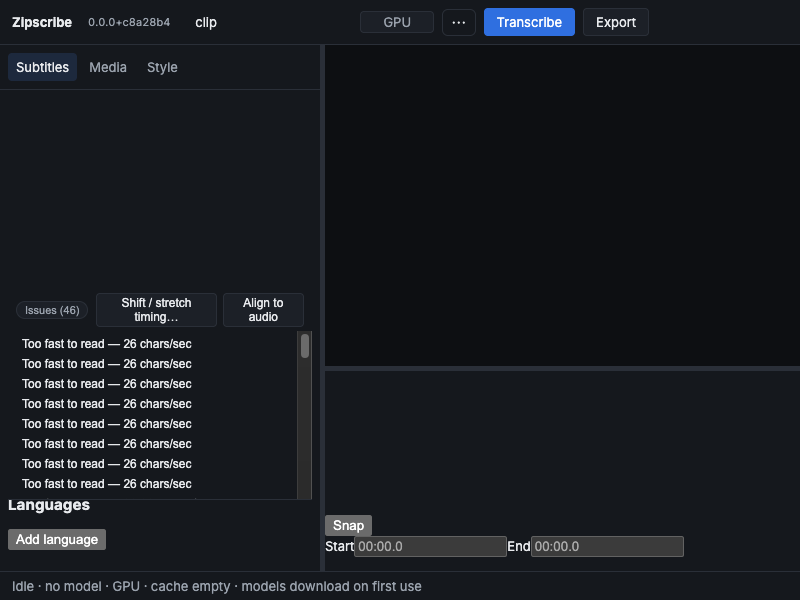 Zipscribe 0.0.0+c8a28b4 clip GPU ... Transcribe Export
Subtitles Media Style
Issues (46)
Shift / stretch
timing…
Align to
audio
Too fast to read — 26 chars/sec
Too fast to read — 26 chars/sec
Too fast to read — 26 chars/sec
Too fast to read — 26 chars/sec
Too fast to read — 26 chars/sec
Too fast to read — 26 chars/sec
Too fast to read — 26 chars/sec
Too fast to read — 26 chars/sec
Languages
Add language
Snap
Start 00:00.0 End 00:00.0
Idle · no model · GPU · cache empty · models download on first use